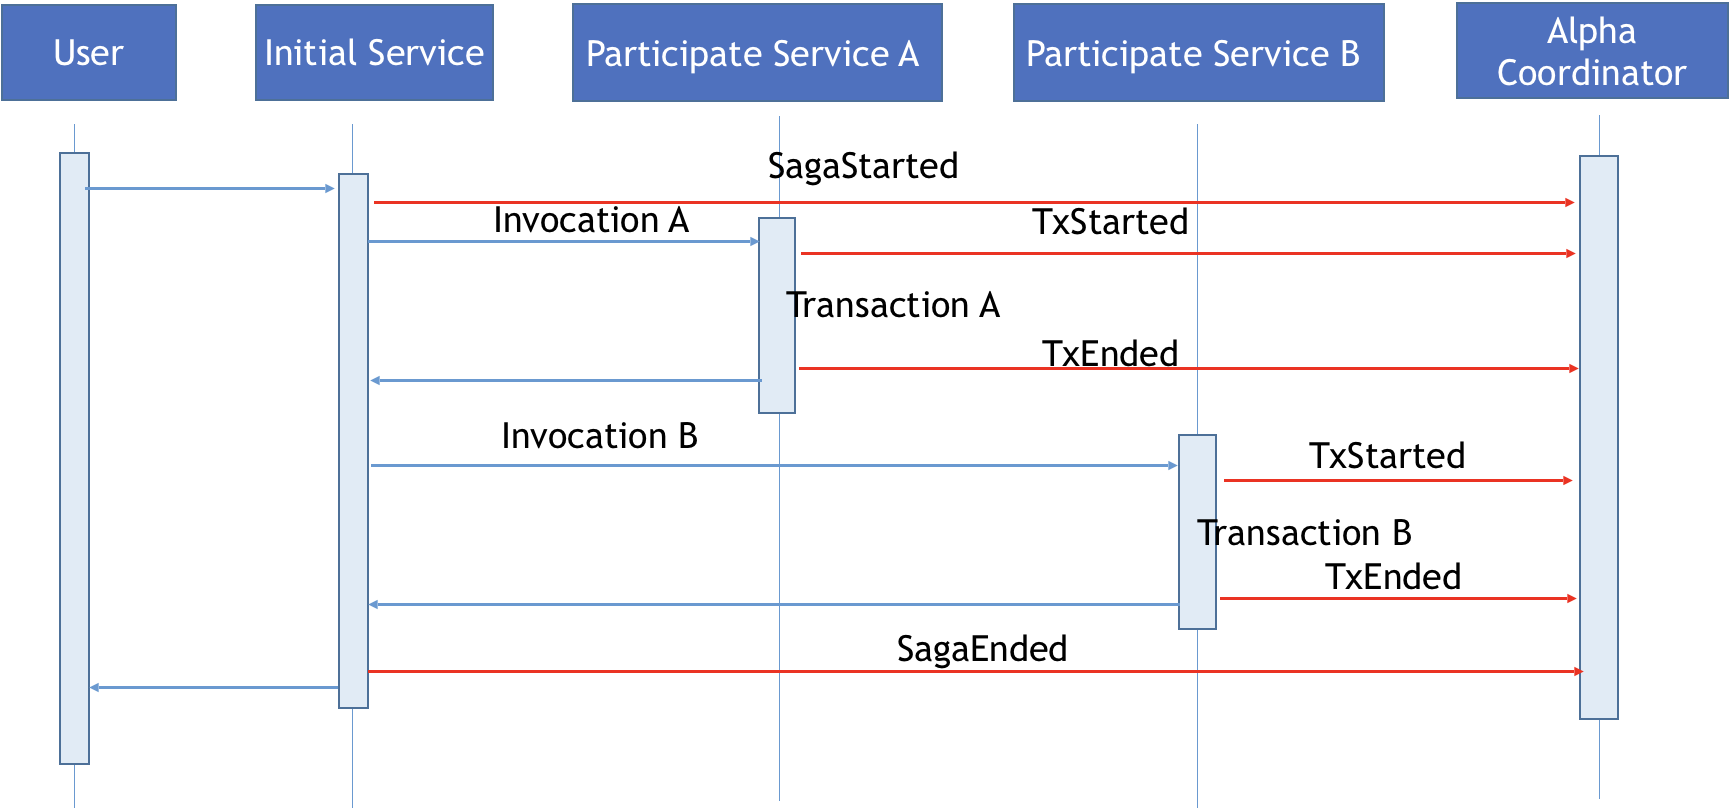 User
Initial Service
Participate Service A
Participate Service B
Alpha
Coordinator
SagaStarted
Invocation A
TxStarted
Transaction A
TxEnded
Invocation B
TxStarted
Transaction B
TxEnded
SagaEnded